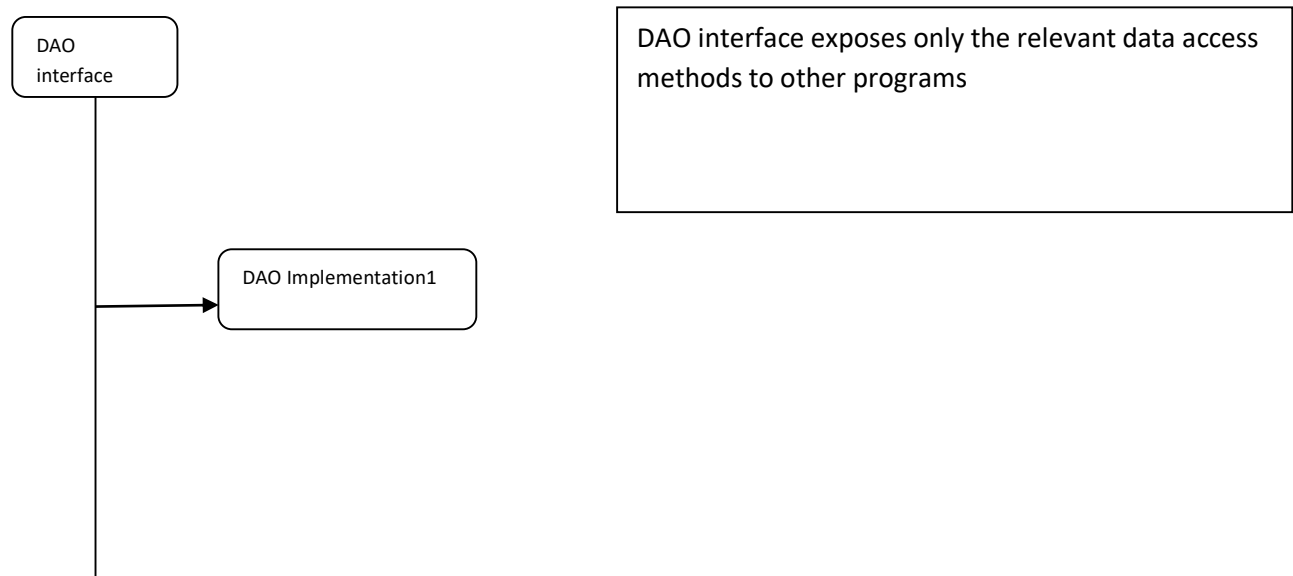 DAO
interface
DAO interface exposes only the relevant data access
methods to other programs
DAO Implementation1